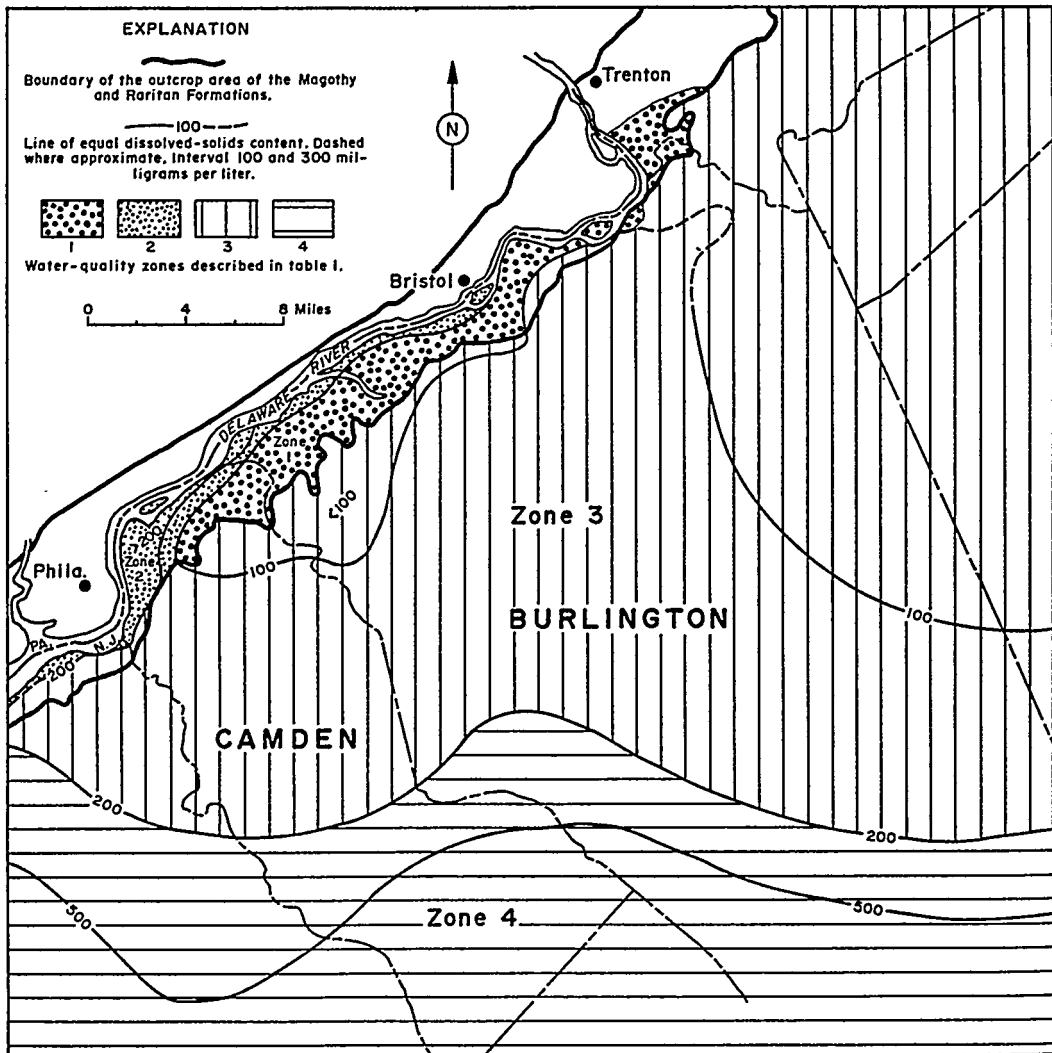 EXPLANATION
Boundary of the outcrop area of the Magothy
and Raritan Formations.
100
Line of equal dissolved-solids content. Dashed
where approximate. Interval 100 and 300 mil-
ligrams per liter.
1 2 3 4
Water-quality zones described in table 1.
0 4 8 Miles
N
Trenton
Bristol
DELAWARE RIVER
Zone
1
<100
200
Zone
2
Phila.
100
Zone 3
BURLINGTON
100
PA.
N.J.
200
CAMDEN
200
200
500
Zone 4
500